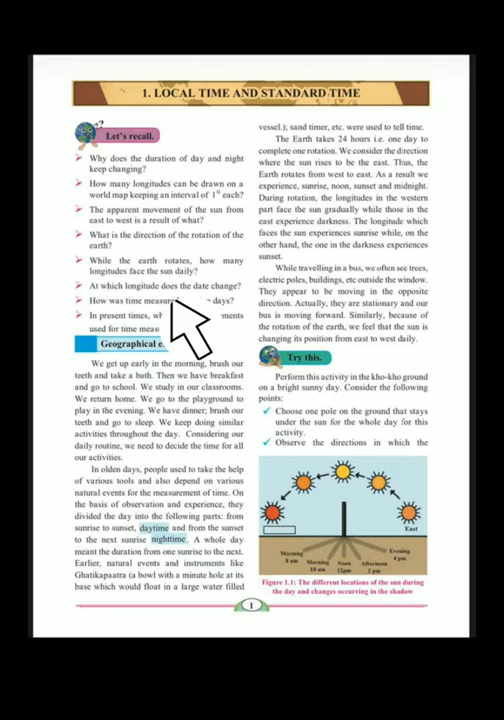 1. LOCAL TIME AND STANDARD TIME
Let's recall.
Why does the duration of day and night
keep changing?
How many longitudes can be drawn on a
world map keeping an interval of 1° each?
The apparent movement of the sun from
east to west is a result of what?
What is the direction of the rotation of the
earth?
While the earth rotates, how many
longitudes face the sun daily?
At which longitude does the date change?
How was time measured days?
In present times,
used for time
Geographical
We get up early in the morning, brush our
teeth and take a bath. Then we have breakfast
and go to school. We study in our classrooms.
We return home. We go to the playground to
play in the evening. We have dinner; brush our
teeth and go to sleep. We keep doing similar
activities throughout the day. Considering our
daily routine, we need to decide the time for all
our activities.
In olden days, people used to take the help
of various tools and also depend on various
natural events for the measurement of time. On
the basis of observation and experience, they
divided the day into the following parts: from
sunrise to sunset, daytime and from the sunset
to the next sunrise nighttime. A whole day
meant the duration from one sunrise to the next.
Earlier, natural events and instruments like
Ghatikapaatra (a bowl with a minute hole at its
base which would float in a large water filled
vessel.); sand timer, etc. were used to tell time.
The Earth takes 24 hours i.e. one day to
complete one rotation. We consider the direction
where the sun rises to be the east. Thus, the
Earth rotates from west to east. As a result we
experience, sunrise, noon, sunset and midnight.
During rotation, the longitudes in the western
part face the sun gradually while those in the
east experience darkness. The longitude which
faces the sun experiences sunrise while, on the
other hand, the one in the darkness experiences
sunset.
While travelling in a bus, we often see trees,
electric poles, buildings, etc outside the window.
They appear to be moving in the opposite
direction. Actually, they are stationary and our
bus is moving forward. Similarly, because of
the rotation of the earth, we feel that the sun is
changing its position from east to west daily.
Try this.
Perform this activity in the kho-kho ground
on a bright sunny day. Consider the following
points:
Choose one pole on the ground that stays
under the sun for the whole day for this
activity.
Observe the directions in which the
East
Morning
8 am
Morning
10 am
Noon
12pm
Afternoon
2 pm
Evening
4 pm
Figure 1.1: The different locations of the sun during
the day and changes occurring in the shadow
1